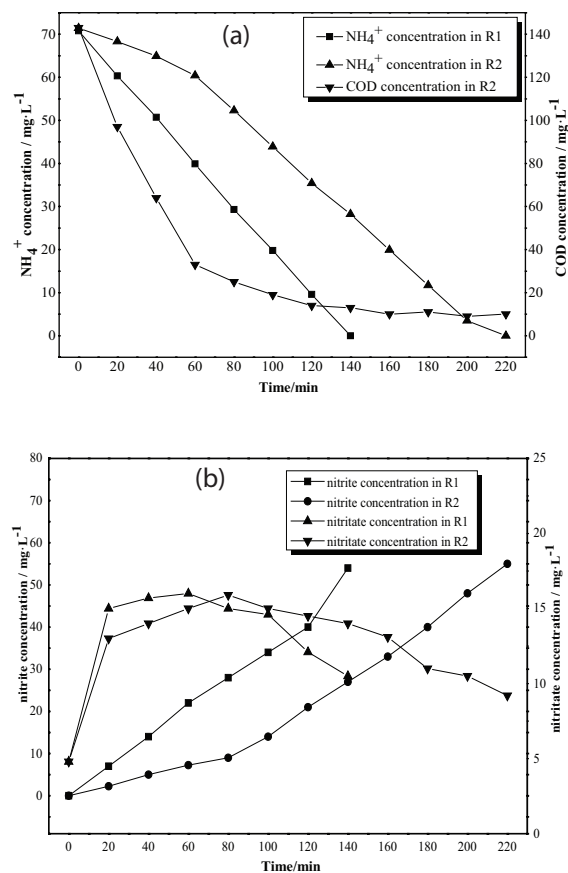 (a)
NH4+ concentration in R1
NH4+ concentration in R2
COD concentration in R2
NH4+ concentration / mg·L-1
70
60
50
40
30
20
10
0
COD concentration / mg·L-1
140
120
100
80
60
40
20
0
0 20 40 60 80 100 120 140 160 180 200 220
Time/min
(b)
nitrite concentration in R1
nitrite concentration in R2
nitritate concentration in R1
nitritate concentration in R2
nitrite concentration / mg·L-1
80
70
60
50
40
30
20
10
0
nitritate concentration / mg·L-1
25
20
15
10
5
0
0 20 40 60 80 100 120 140 160 180 200 220
Time/min